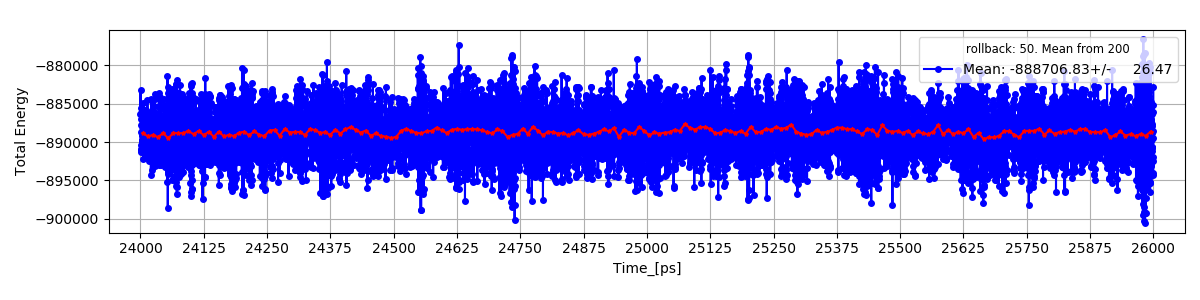 rollback: 50. Mean from 200
Mean: -888706.83+/- 26.47
Total Energy
−880000
−885000
−890000
−895000
−900000
24000 24125 24250 24375 24500 24625 24750 24875 25000 25125 25250 25375 25500 25625 25750 25875 26000
Time_[ps]